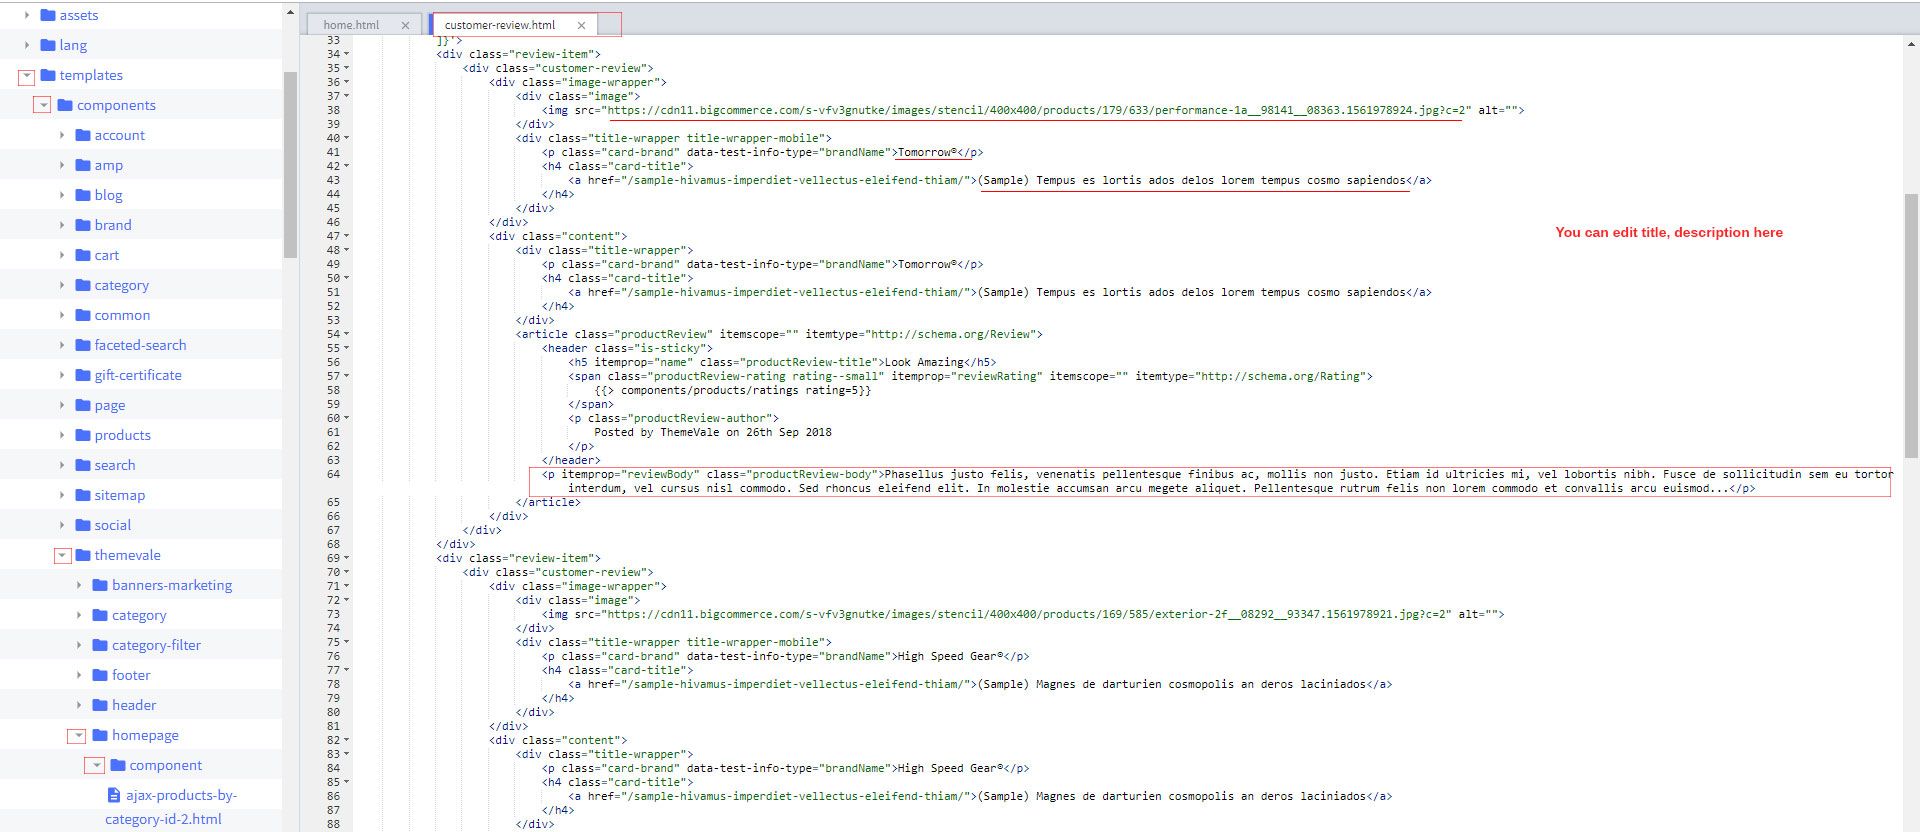 assets
lang
templates
components
account
amp
blog
brand
cart
category
common
faceted-search
gift-certificate
page
products
search
sitemap
social
themevale
banners-marketing
category
category-filter
footer
header
homepage
component
ajax-products-by-
category-id-2.html
home.html × customer-review.html ×
33 ]}'>
34 <div class="review-item">
35 <div class="customer-review">
36 <div class="image-wrapper">
37 <div class="image">
38 <img src="https://cdn11.bigcommerce.com/s-vfv3gnutke/images/stencil/400x400/products/179/633/performance-1a__98141__08363.1561978924.jpg?c=2" alt="">
39 </div>
40 <div class="title-wrapper title-wrapper-mobile">
41 <p class="card-brand" data-test-info-type="brandName">Tomorrow®</p>
42 <h4 class="card-title">
43 <a href="/sample-hivamus-imperdiet-vellectus-eleifend-thiam/">(Sample) Tempus es lortis ados delos lorem tempus cosmo sapiendos</a>
44 </h4>
45 </div>
46 </div>
47 <div class="content">
48 <div class="title-wrapper">
49 <p class="card-brand" data-test-info-type="brandName">Tomorrow®</p>
50 <h4 class="card-title">
51 <a href="/sample-hivamus-imperdiet-vellectus-eleifend-thiam/">(Sample) Tempus es lortis ados delos lorem tempus cosmo sapiendos</a>
52 </h4>
53 </div>
54 <article class="productReview" itemscope="" itemtype="http://schema.org/Review">
55 <header class="is-sticky">
56 <h5 itemprop="name" class="productReview-title">Look Amazing</h5>
57 <span class="productReview-rating rating--small" itemprop="reviewRating" itemscope="" itemtype="http://schema.org/Rating">
58 {{> components/products/ratings rating=5}}
59 </span>
60 <p class="productReview-author">
61 Posted by ThemeVale on 26th Sep 2018
62 </p>
63 </header>
64 <p itemprop="reviewBody" class="productReview-body">Phasellus justo felis, venenatis pellentesque finibus ac, mollis non justo. Etiam id ultricies mi, vel lobortis nibh. Fusce de sollicitudin sem eu tortor
interdum, vel cursus nisl commodo. Sed rhoncus eleifend elit. In molestie accumsan arcu megete aliquet. Pellentesque rutrum felis non lorem commodo et convallis arcu euismod...</p>
65 </article>
66 </div>
67 </div>
68 </div>
69 <div class="review-item">
70 <div class="customer-review">
71 <div class="image-wrapper">
72 <div class="image">
73 <img src="https://cdn11.bigcommerce.com/s-vfv3gnutke/images/stencil/400x400/products/169/585/exterior-2f__08292__93347.1561978921.jpg?c=2" alt="">
74 </div>
75 <div class="title-wrapper title-wrapper-mobile">
76 <p class="card-brand" data-test-info-type="brandName">High Speed Gear®</p>
77 <h4 class="card-title">
78 <a href="/sample-hivamus-imperdiet-vellectus-eleifend-thiam/">(Sample) Magnes de darturien cosmopolis an deros laciniados</a>
79 </h4>
80 </div>
81 </div>
82 <div class="content">
83 <div class="title-wrapper">
84 <p class="card-brand" data-test-info-type="brandName">High Speed Gear®</p>
85 <h4 class="card-title">
86 <a href="/sample-hivamus-imperdiet-vellectus-eleifend-thiam/">(Sample) Magnes de darturien cosmopolis an deros laciniados</a>
87 </h4>
88 </div>
You can edit title, description here